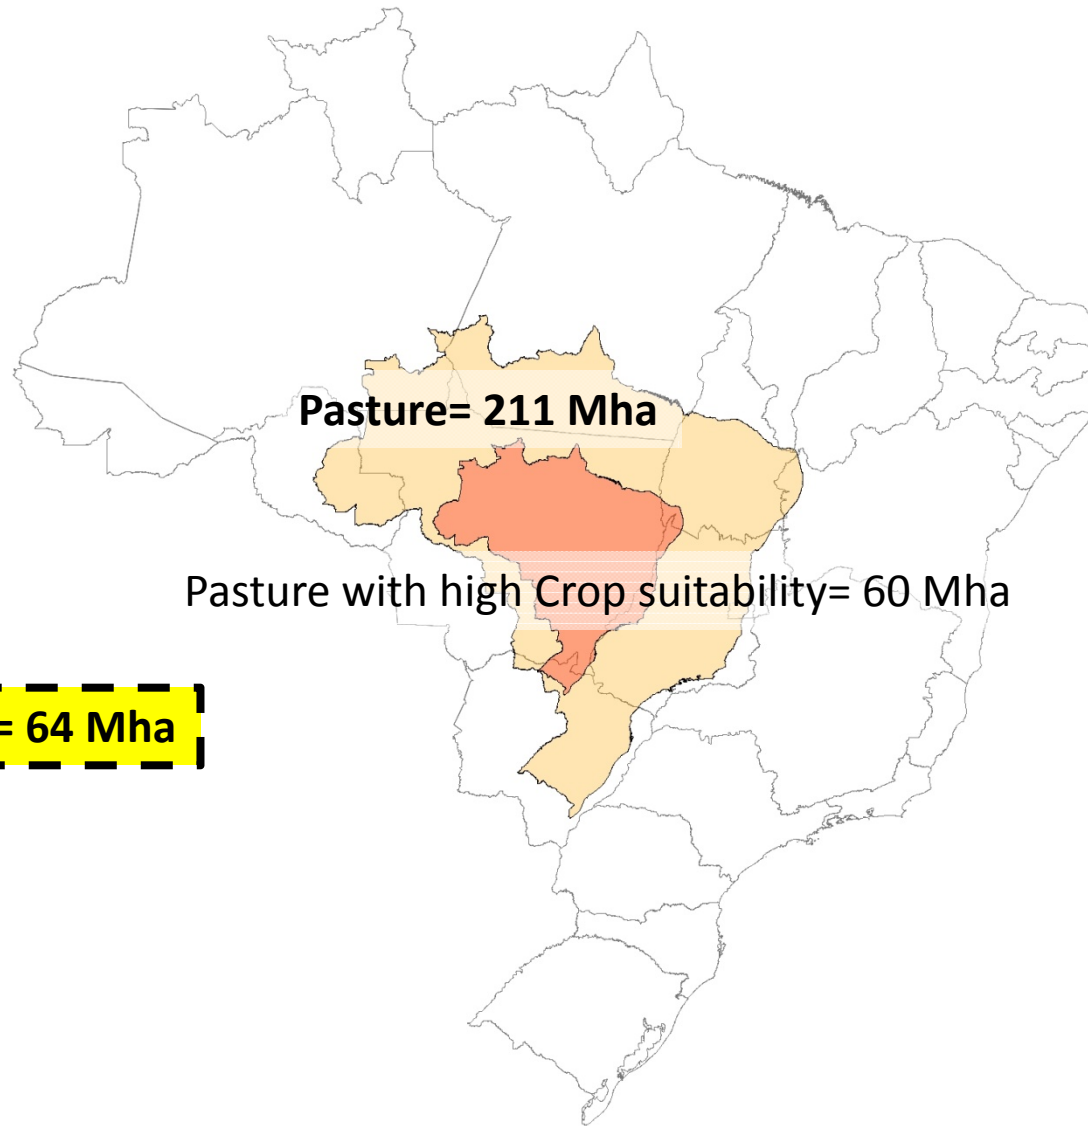 Pasture= 211 Mha
Pasture with high Crop suitability= 60 Mha
= 64 Mha